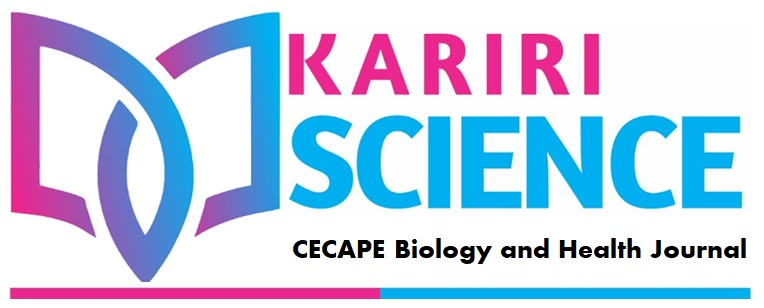 KARIRI
SCIENCE
CECAPE Biology and Health Journal